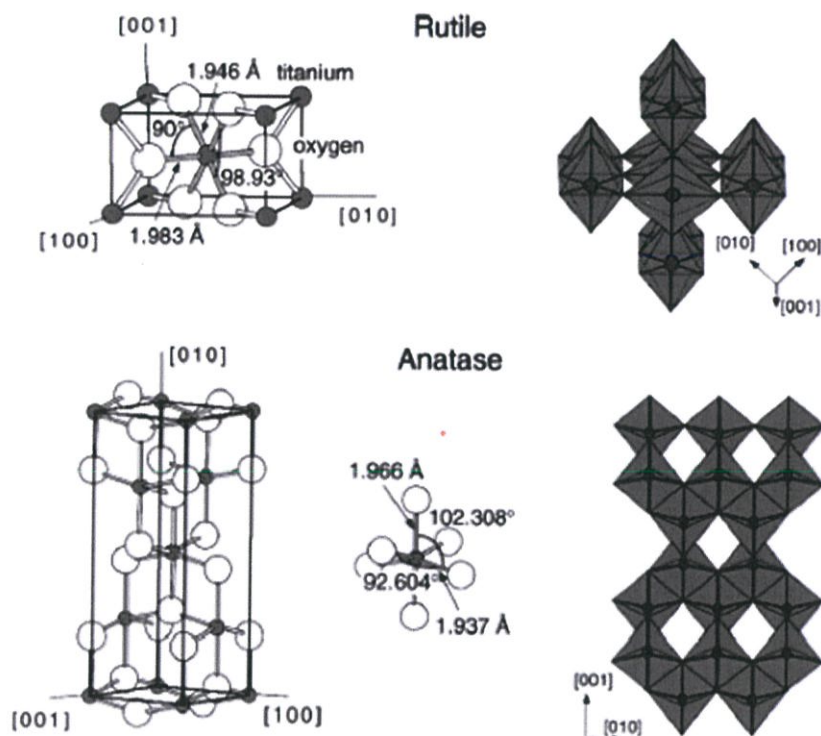 [001]
Rutile
1.946 Å
titanium
90°
oxygen
98.93°
[010]
[100]
1.983 Å
[010]
[100]
[001]
[010]
Anatase
1.966 Å
102.308°
92.604°
1.937 Å
[001]
[100]
[001]
[010]